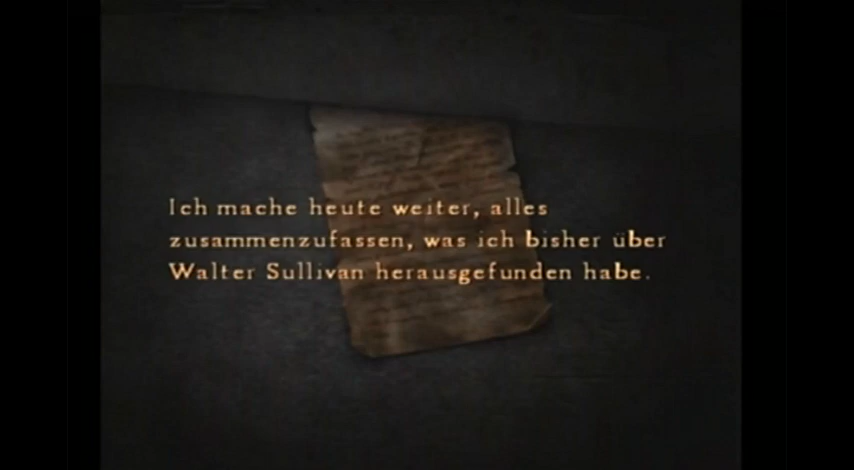 Ich mache heute weiter, alles
zusammenzufassen, was ich bisher über
Walter Sullivan herausgefunden habe.